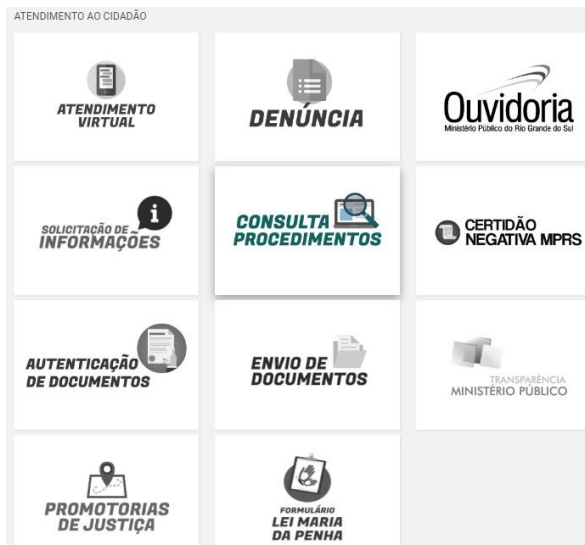 ATENDIMENTO AO CIDADÃO
ATENDIMENTO
VIRTUAL
DENÚNCIA
Ouvidoria
Ministério Público do Rio Grande do Sul
SOLICITAÇÃO DE
INFORMAÇÕES
CONSULTA
PROCEDIMENTOS
CERTIDÃO
NEGATIVA MPRS
AUTENTICAÇÃO
DE DOCUMENTOS
ENVIO DE
DOCUMENTOS
TRANSPARÊNCIA
MINISTÉRIO PÚBLICO
PROMOTORIAS
DE JUSTIÇA
FORMULÁRIO
LEI MARIA
DA PENHA